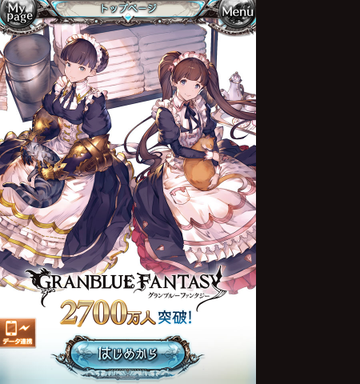 My page
トップページ
Menu
GRANBLUE FANTASY
グランブルーファンタジー
2700万人突破!
データ連携
はじめから